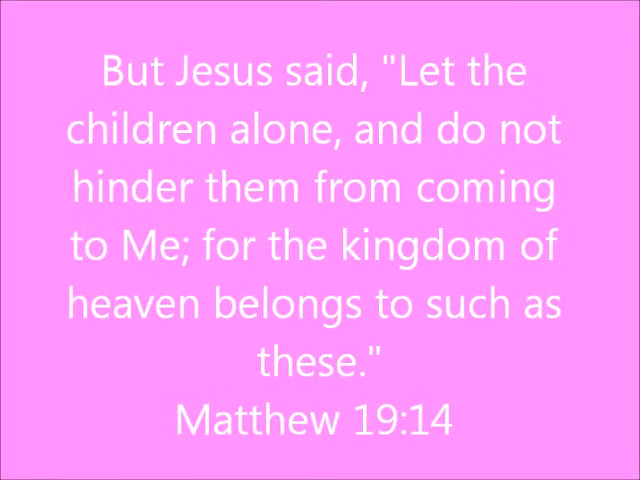 But Jesus said, "Let the
children alone, and do not
hinder them from coming
to Me; for the kingdom of
heaven belongs to such as
these."
Matthew 19:14